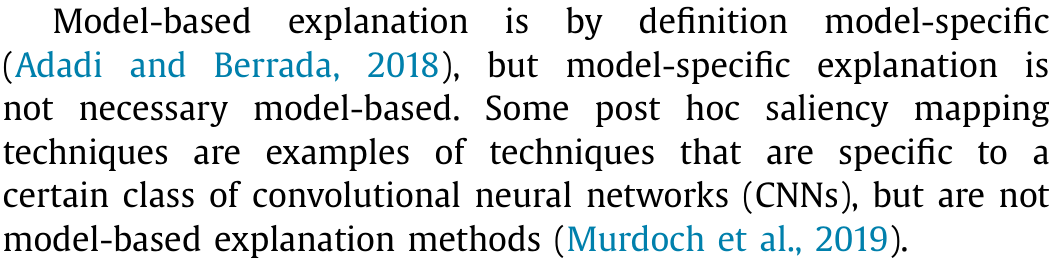 Model-based explanation is by definition model-specific
(Adadi and Berrada, 2018), but model-specific explanation is
not necessary model-based. Some post hoc saliency mapping
techniques are examples of techniques that are specific to a
certain class of convolutional neural networks (CNNs), but are not
model-based explanation methods (Murdoch et al., 2019).